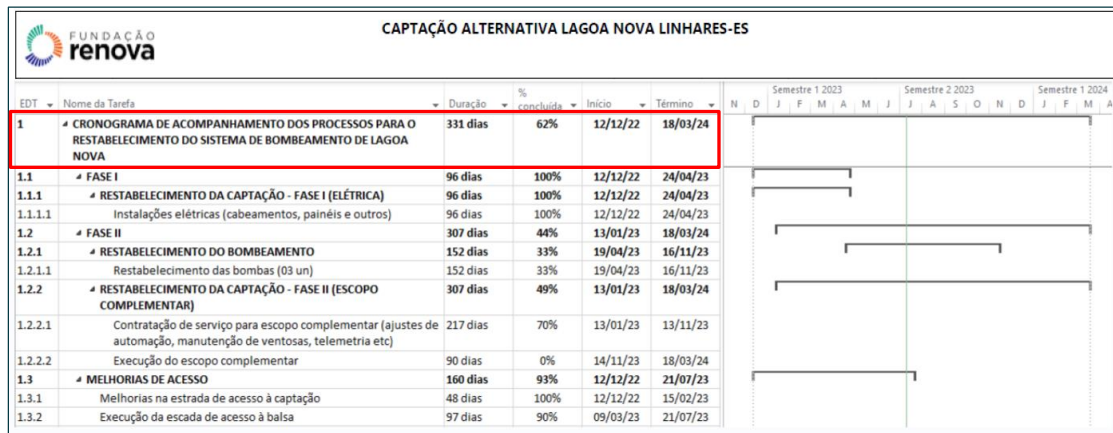 FUNDAÇÃO
renova
CAPTAÇÃO ALTERNATIVA LAGOA NOVA LINHARES-ES
Semestre 1 2023 Semestre 2 2023 Semestre 1 2024
EDT Nome da Tarefa Duração % concluída Início Término N D J F M A M J J A S O N D J F M A
1 CRONOGRAMA DE ACOMPANHAMENTO DOS PROCESSOS PARA O 331 dias 62% 12/12/22 18/03/24
RESTABELECIMENTO DO SISTEMA DE BOMBEAMENTO DE LAGOA
NOVA
1.1 FASE I 96 dias 100% 12/12/22 24/04/23
1.1.1 RESTABELECIMENTO DA CAPTAÇÃO - FASE I (ELÉTRICA) 96 dias 100% 12/12/22 24/04/23
1.1.1.1 Instalações elétricas (cabeamentos, painéis e outros) 96 dias 100% 12/12/22 24/04/23
1.2 FASE II 307 dias 44% 13/01/23 18/03/24
1.2.1 RESTABELECIMENTO DO BOMBEAMENTO 152 dias 33% 19/04/23 16/11/23
1.2.1.1 Restabelecimento das bombas (03 un) 152 dias 33% 19/04/23 16/11/23
1.2.2 RESTABELECIMENTO DA CAPTAÇÃO - FASE II (ESCOPO 307 dias 49% 13/01/23 18/03/24
COMPLEMENTAR)
1.2.2.1 Contratação de serviço para escopo complementar (ajustes de 217 dias 70% 13/01/23 13/11/23
automação, manutenção de ventosas, telemetria etc)
1.2.2.2 Execução do escopo complementar 90 dias 0% 14/11/23 18/03/24
1.3 MELHORIAS DE ACESSO 160 dias 93% 12/12/22 21/07/23
1.3.1 Melhorias na estrada de acesso à captação 48 dias 100% 12/12/22 15/02/23
1.3.2 Execução da escada de acesso à balsa 97 dias 90% 09/03/23 21/07/23